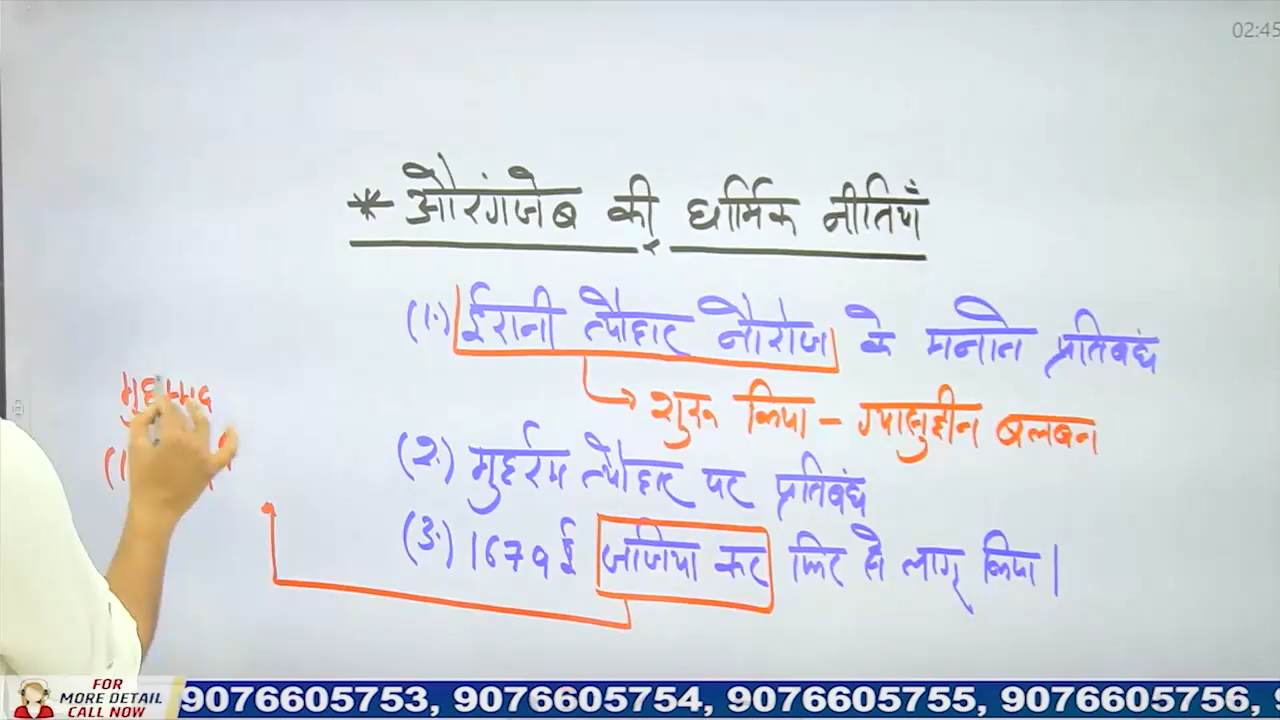 02:45
* औरंगजेब की धार्मिक नीतियाँ
(1.) ईरानी त्यौहार नौरोज के मनाने प्रतिबंध
शुरू किया - ग्यासुद्दीन बलबन
(2.) मुहर्रम त्यौहार पर प्रतिबंध
(3.) 1679 ई जजिया कर फिर से लागू किया।
FOR
MORE DETAIL
CALL NOW
9076605753, 9076605754, 9076605755, 9076605756,